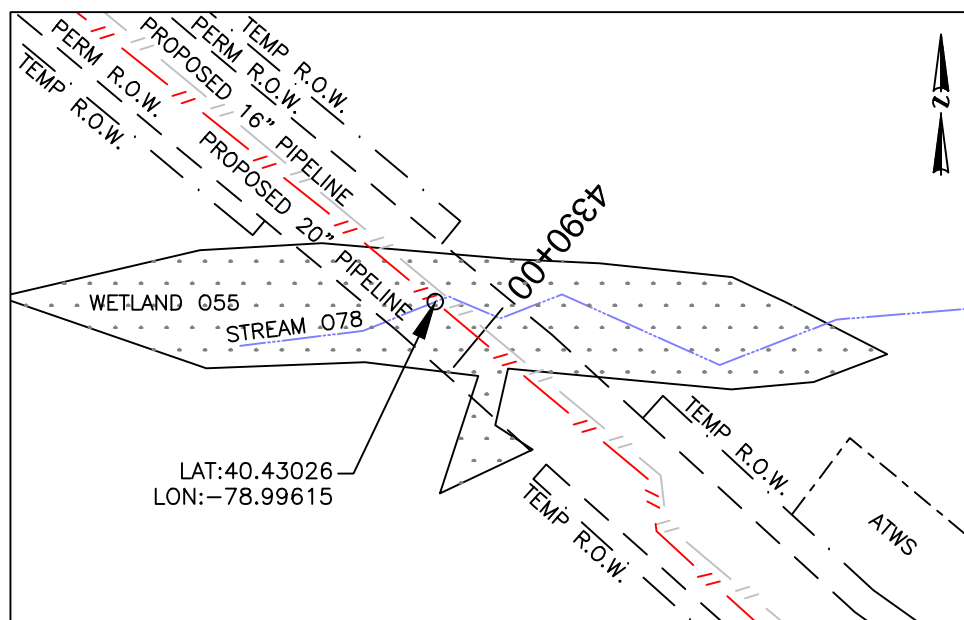 TEMP R.O.W.
PERM R.O.W.
PROPOSED 16" PIPELINE
PERM R.O.W.
TEMP R.O.W.
PROPOSED 20" PIPELINE
N
4390+00
WETLAND 055
STREAM 078
LAT:40.43026
LON:-78.99615
TEMP R.O.W.
TEMP R.O.W.
ATWS